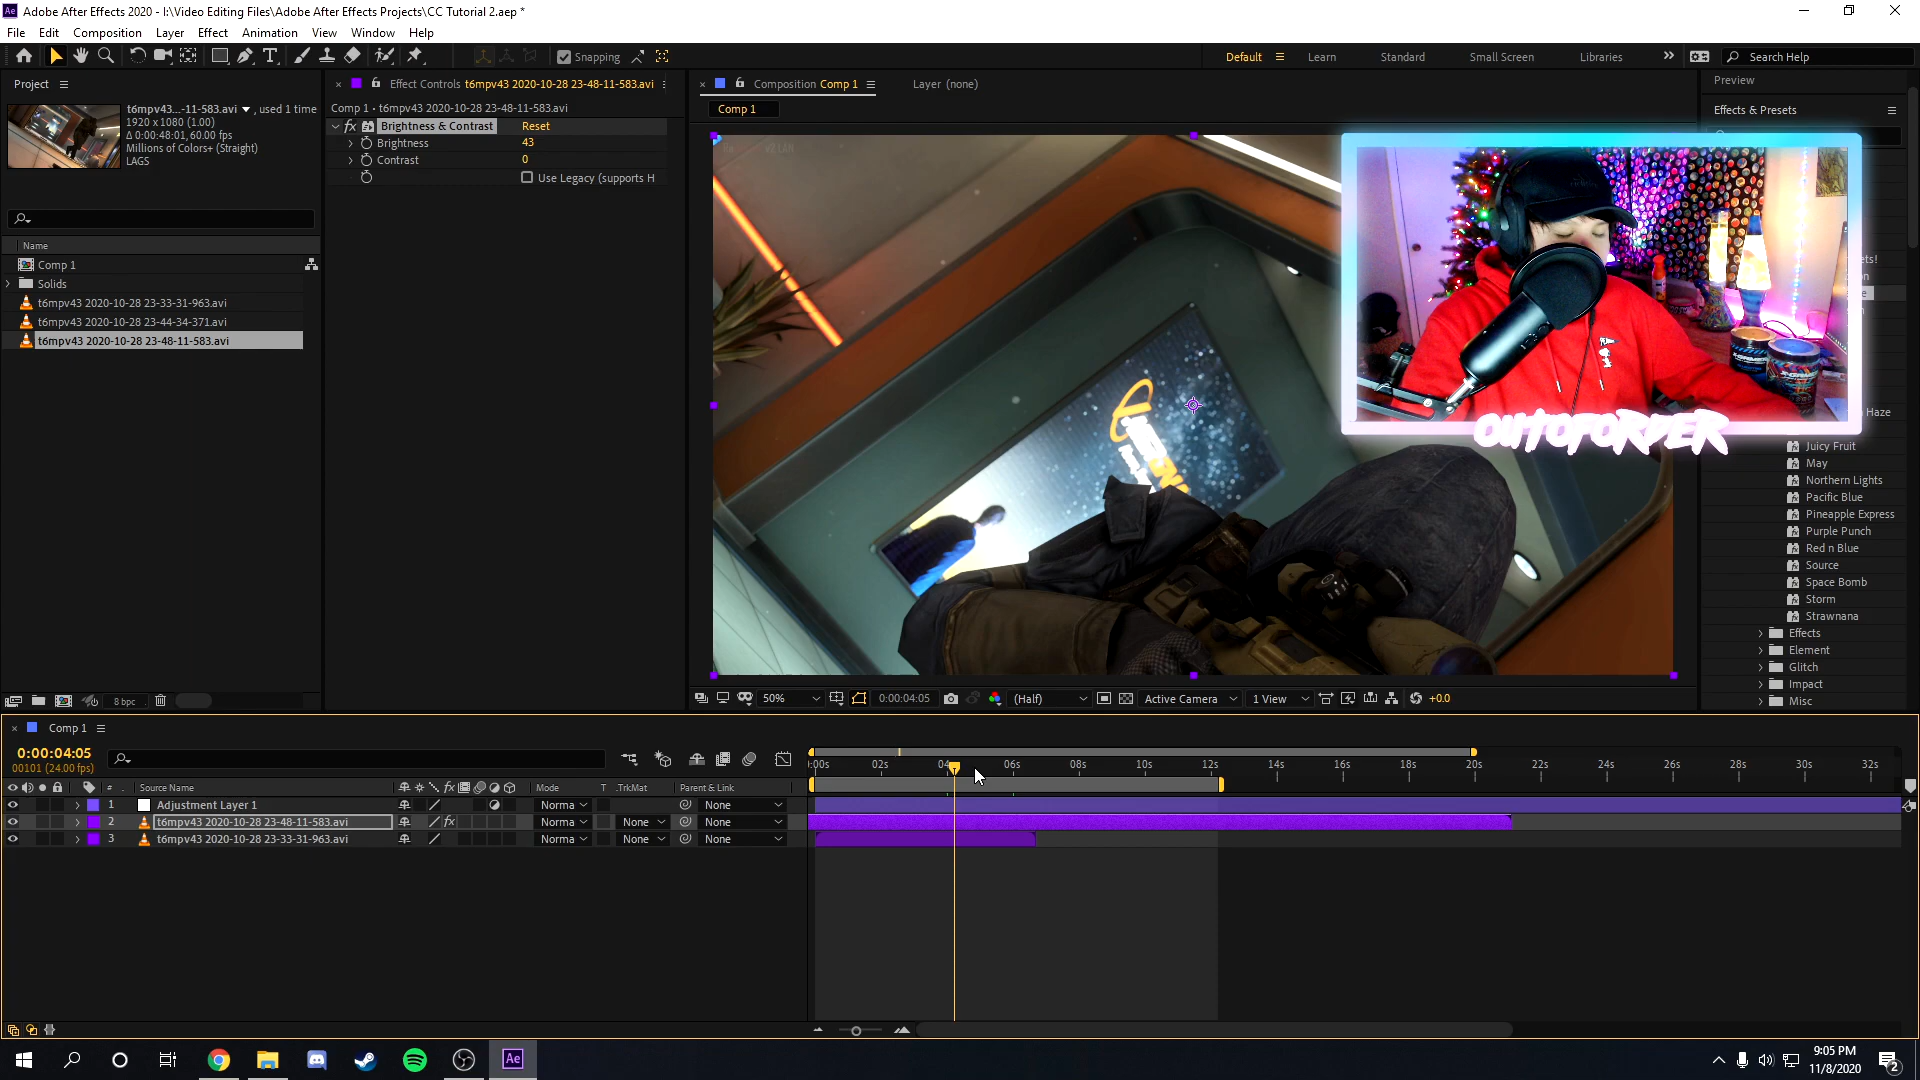 Adobe After Effects 2020 - I:\Video Editing Files\Adobe After Effects Projects\CC Tutorial 2.aep *
File Edit Composition Layer Effect Animation View Window Help
Snapping
Default Learn Standard Small Screen Libraries Search Help
Project
t6mpv43...-11-583.avi , used 1 time
1920 x 1080 (1.00)
Δ 0:00:48:01, 60.00 fps
Millions of Colors+ (Straight)
LAGS
Name
Comp 1
Solids
t6mpv43 2020-10-28 23-33-31-963.avi
t6mpv43 2020-10-28 23-44-34-371.avi
t6mpv43 2020-10-28 23-48-11-583.avi
8 bpc
Effect Controls t6mpv43 2020-10-28 23-48-11-583.avi
Comp 1 • t6mpv43 2020-10-28 23-48-11-583.avi
fx Brightness & Contrast Reset
Brightness 43
Contrast 0
Use Legacy (supports H
Composition Comp 1 Layer (none)
Comp 1
OUTOFORDER
50% 0:00:04:05 (Half) Active Camera 1 View +0.0
Preview
Effects & Presets
Haze
Juicy Fruit
May
Northern Lights
Pacific Blue
Pineapple Express
Purple Punch
Red n Blue
Source
Space Bomb
Storm
Strawnana
Effects
Element
Glitch
Impact
Misc
Comp 1
0:00:04:05
00101 (24.00 fps)
# Source Name Mode T .TrkMat Parent & Link
:00s 02s 04 06s 08s 10s 12s 14s 16s 18s 20s 22s 24s 26s 28s 30s 32s
1 Adjustment Layer 1 Norma None
2 t6mpv43 2020-10-28 23-48-11-583.avi fx Norma None None
3 t6mpv43 2020-10-28 23-33-31-963.avi Norma None None
Ae
9:05 PM
11/8/2020
2